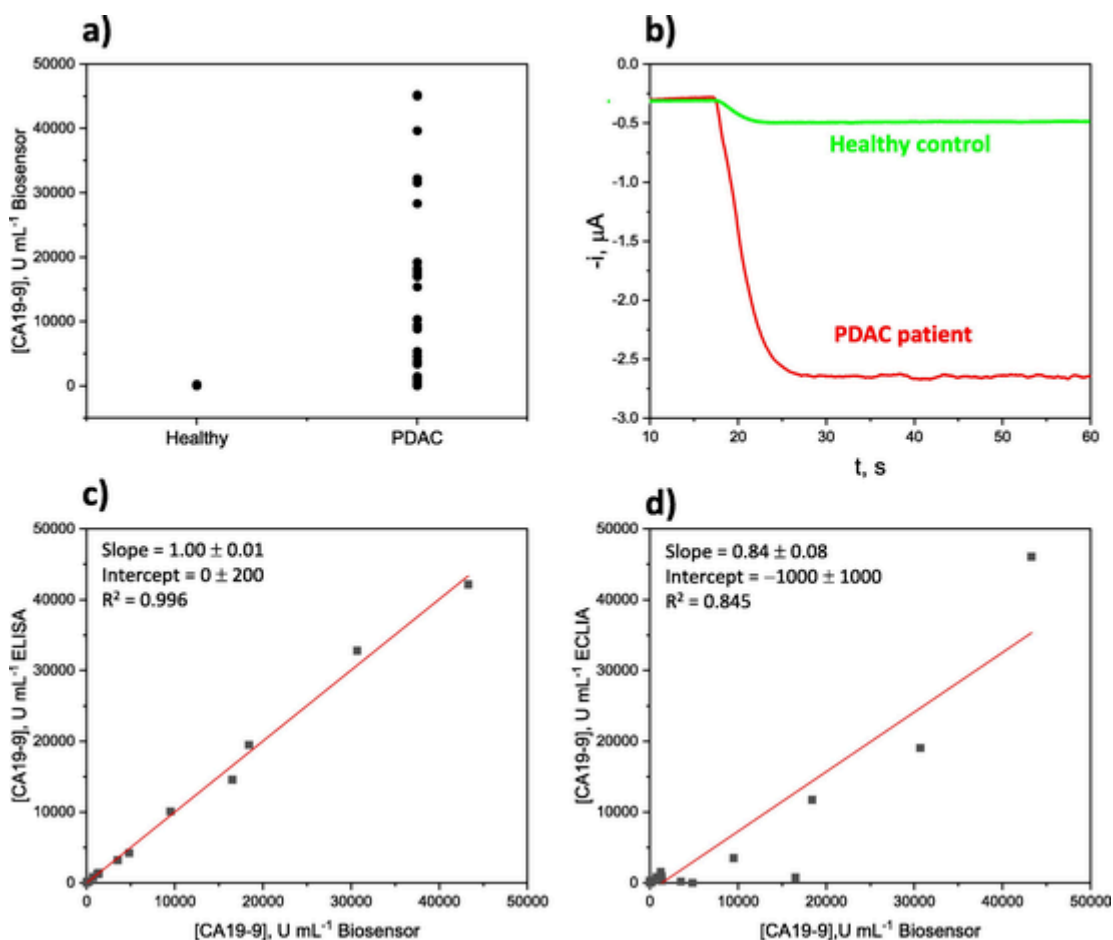 a)
[CA19-9], U mL⁻¹ Biosensor
50000
40000
30000
20000
10000
0
Healthy
PDAC
b)
-i, μA
0.0
-0.5
-1.0
-1.5
-2.0
-2.5
-3.0
Healthy control
PDAC patient
10 20 30 40 50 60
t, s
c)
[CA19-9], U mL⁻¹ ELISA
50000
40000
30000
20000
10000
0
Slope = 1.00 ± 0.01
Intercept = 0 ± 200
R² = 0.996
0 10000 20000 30000 40000 50000
[CA19-9], U mL⁻¹ Biosensor
d)
[CA19-9], U mL⁻¹ ECLIA
50000
40000
30000
20000
10000
0
Slope = 0.84 ± 0.08
Intercept = −1000 ± 1000
R² = 0.845
0 10000 20000 30000 40000 50000
[CA19-9],U mL⁻¹ Biosensor